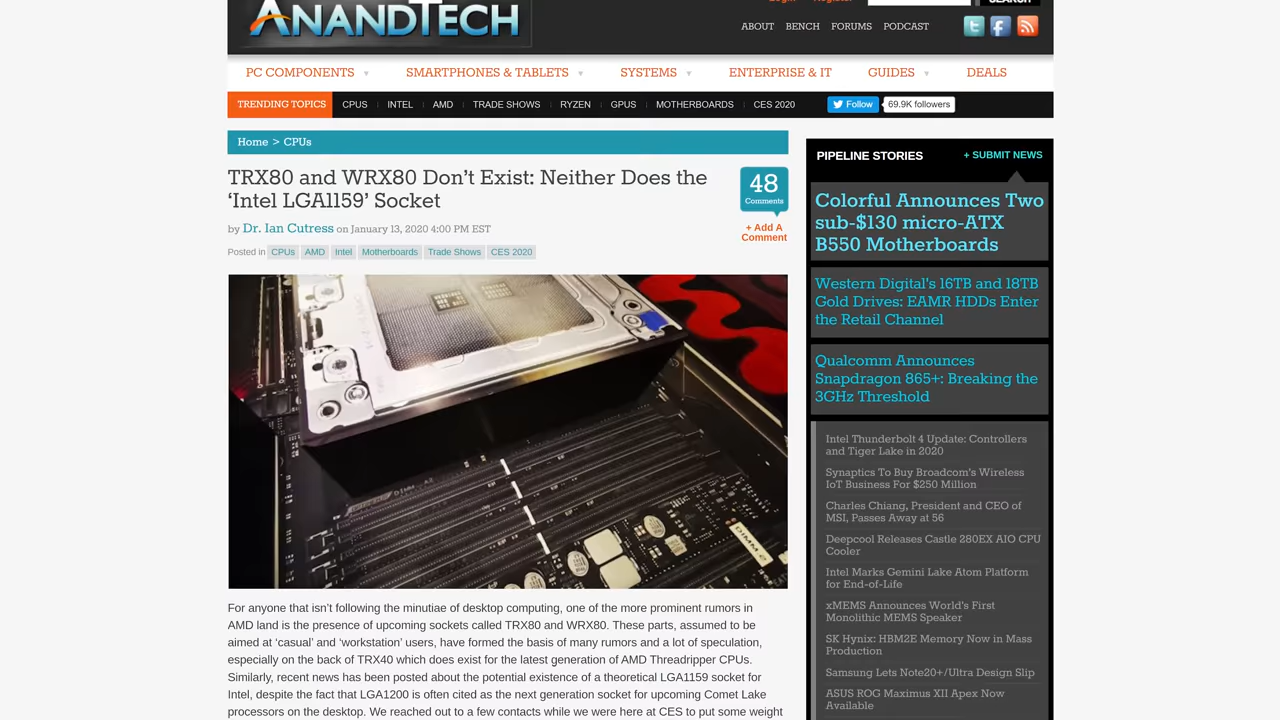 ANANDTECH
ABOUT BENCH FORUMS PODCAST
PC COMPONENTS SMARTPHONES & TABLETS SYSTEMS ENTERPRISE & IT GUIDES DEALS
TRENDING TOPICS CPUS INTEL AMD TRADE SHOWS RYZEN GPUS MOTHERBOARDS CES 2020 Follow 69.9K followers
Home > CPUs
TRX80 and WRX80 Don’t Exist: Neither Does the
‘Intel LGA1159’ Socket
48
Comments
by Dr. Ian Cutress on January 13, 2020 4:00 PM EST
+ Add A
Comment
Posted in CPUs AMD Intel Motherboards Trade Shows CES 2020
DIMM_2
For anyone that isn’t following the minutiae of desktop computing, one of the more prominent rumors in
AMD land is the presence of upcoming sockets called TRX80 and WRX80. These parts, assumed to be
aimed at ‘casual’ and ‘workstation’ users, have formed the basis of many rumors and a lot of speculation,
especially on the back of TRX40 which does exist for the latest generation of AMD Threadripper CPUs.
Similarly, recent news has been posted about the potential existence of a theoretical LGA1159 socket for
Intel, despite the fact that LGA1200 is often cited as the next generation socket for upcoming Comet Lake
processors on the desktop. We reached out to a few contacts while we were here at CES to put some weight
PIPELINE STORIES + SUBMIT NEWS
Colorful Announces Two
sub-$130 micro-ATX
B550 Motherboards
Western Digital's 16TB and 18TB
Gold Drives: EAMR HDDs Enter
the Retail Channel
Qualcomm Announces
Snapdragon 865+: Breaking the
3GHz Threshold
Intel Thunderbolt 4 Update: Controllers
and Tiger Lake in 2020
Synaptics To Buy Broadcom’s Wireless
IoT Business For $250 Million
Charles Chiang, President and CEO of
MSI, Passes Away at 56
Deepcool Releases Castle 280EX AIO CPU
Cooler
Intel Marks Gemini Lake Atom Platform
for End-of-Life
xMEMS Announces World’s First
Monolithic MEMS Speaker
SK Hynix: HBM2E Memory Now in Mass
Production
Samsung Lets Note20+/Ultra Design Slip
ASUS ROG Maximus XII Apex Now
Available